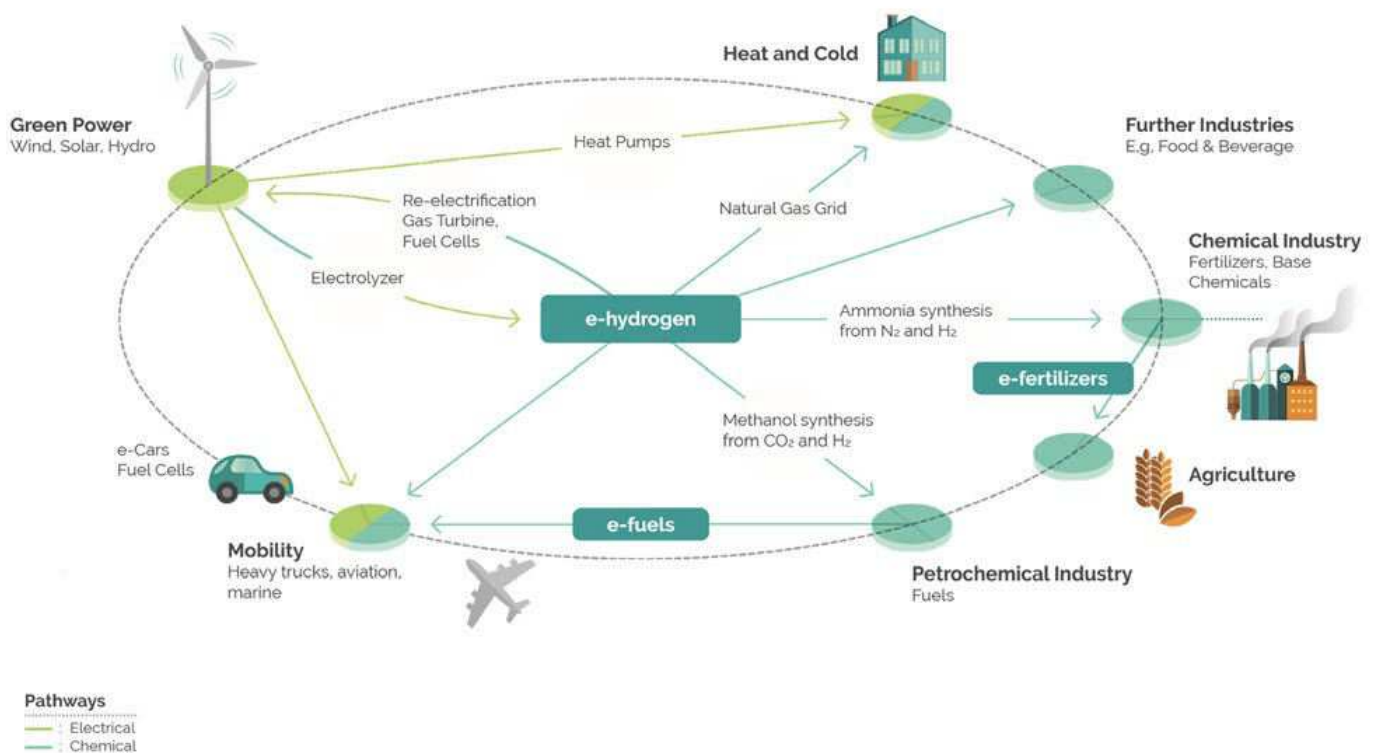 Heat and Cold
Green Power
Wind, Solar, Hydro
Further Industries
E,g, Food & Beverage
Heat Pumps
Re-electrification
Gas Turbine,
Fuel Cells
Natural Gas Grid
Chemical Industry
Fertilizers, Base
Chemicals
Electrolyzer
e-hydrogen
Ammonia synthesis
from N₂ and H₂
e-fertilizers
Methanol synthesis
from CO₂ and H₂
e-Cars
Fuel Cells
Agriculture
e-fuels
Mobility
Heavy trucks, aviation,
marine
Petrochemical Industry
Fuels
Pathways
: Electrical
: Chemical